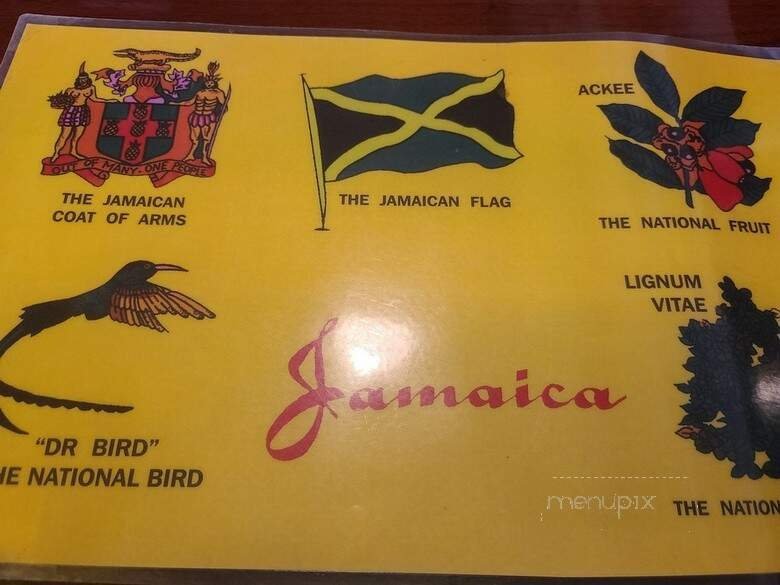 OUT OF MANY, ONE PEOPLE
THE JAMAICAN
COAT OF ARMS
THE JAMAICAN FLAG
ACKEE
THE NATIONAL FRUIT
"DR BIRD"
HE NATIONAL BIRD
Jamaica
LIGNUM
VITAE
THE NATION
menupix